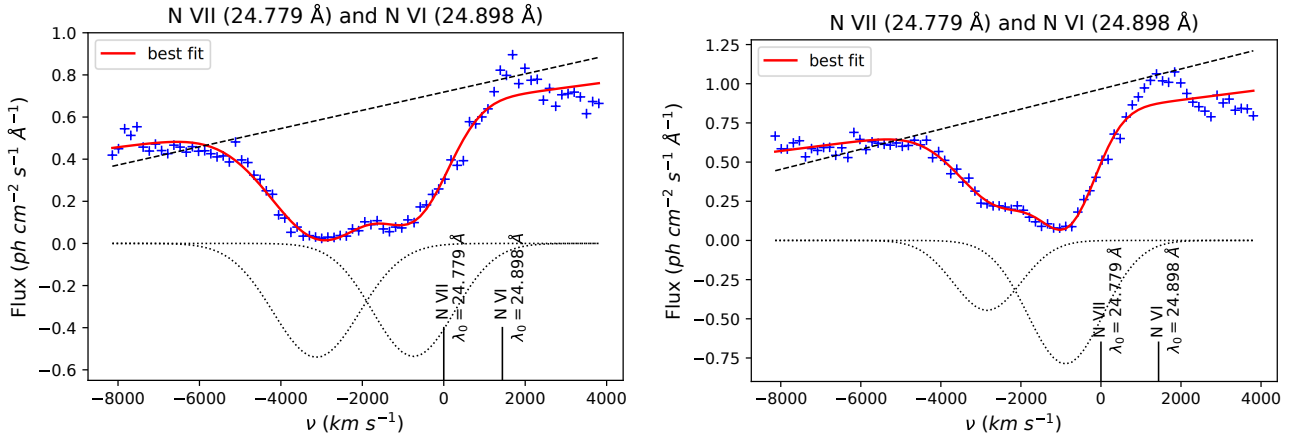 N VII (24.779 Å) and N VI (24.898 Å)
best fit
Flux (ph cm⁻² s⁻¹ Å⁻¹)
1.0
0.8
0.6
0.4
0.2
0.0
−0.2
−0.4
−0.6
N VII
λ₀ = 24.779 Å
N VI
λ₀ = 24.898 Å
−8000 −6000 −4000 −2000 0 2000 4000
ν (km s⁻¹)
N VII (24.779 Å) and N VI (24.898 Å)
best fit
Flux (ph cm⁻² s⁻¹ Å⁻¹)
1.25
1.00
0.75
0.50
0.25
0.00
−0.25
−0.50
−0.75
N VII
λ₀ = 24.779 Å
N VI
λ₀ = 24.898 Å
−8000 −6000 −4000 −2000 0 2000 4000
ν (km s⁻¹)